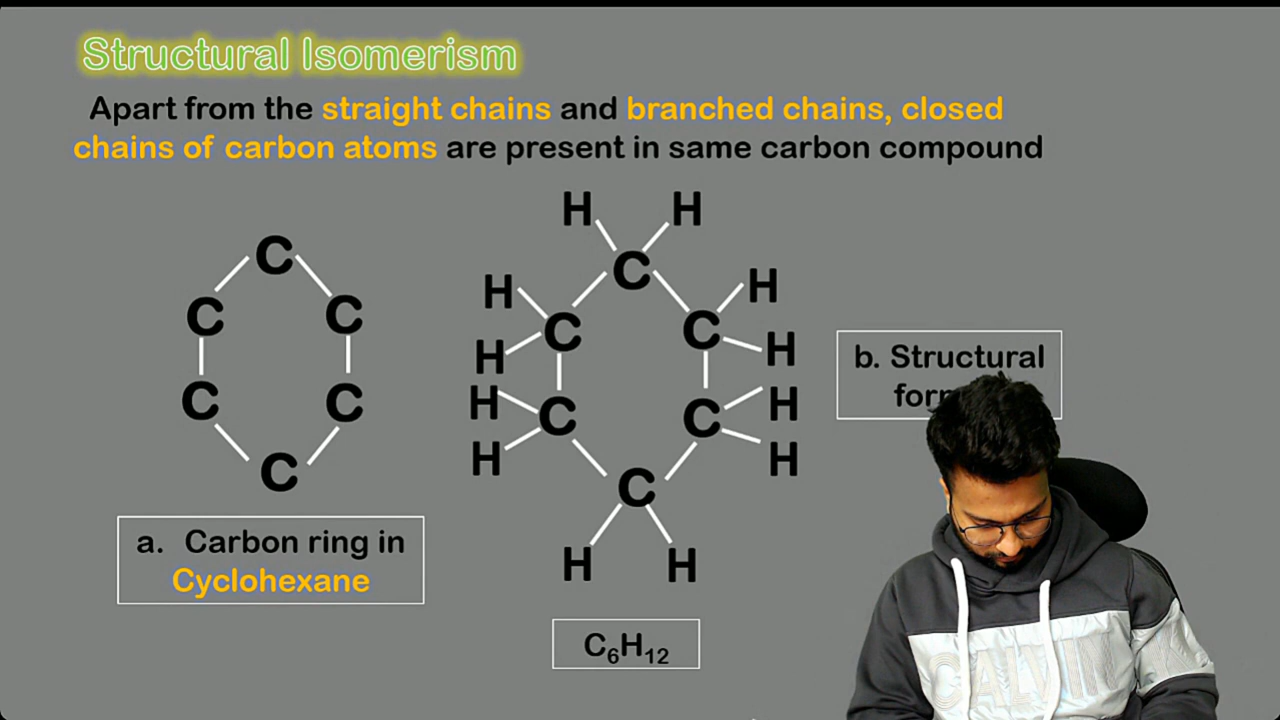 Structural Isomerism
Apart from the straight chains and branched chains, closed
chains of carbon atoms are present in same carbon compound
H H
C
C
H H
C
C C
H H
C C
H H
C
C C
H H
C C
H H
C
C
H H
b. Structural
a. Carbon ring in
Cyclohexane
C₆H₁₂
CALVIN